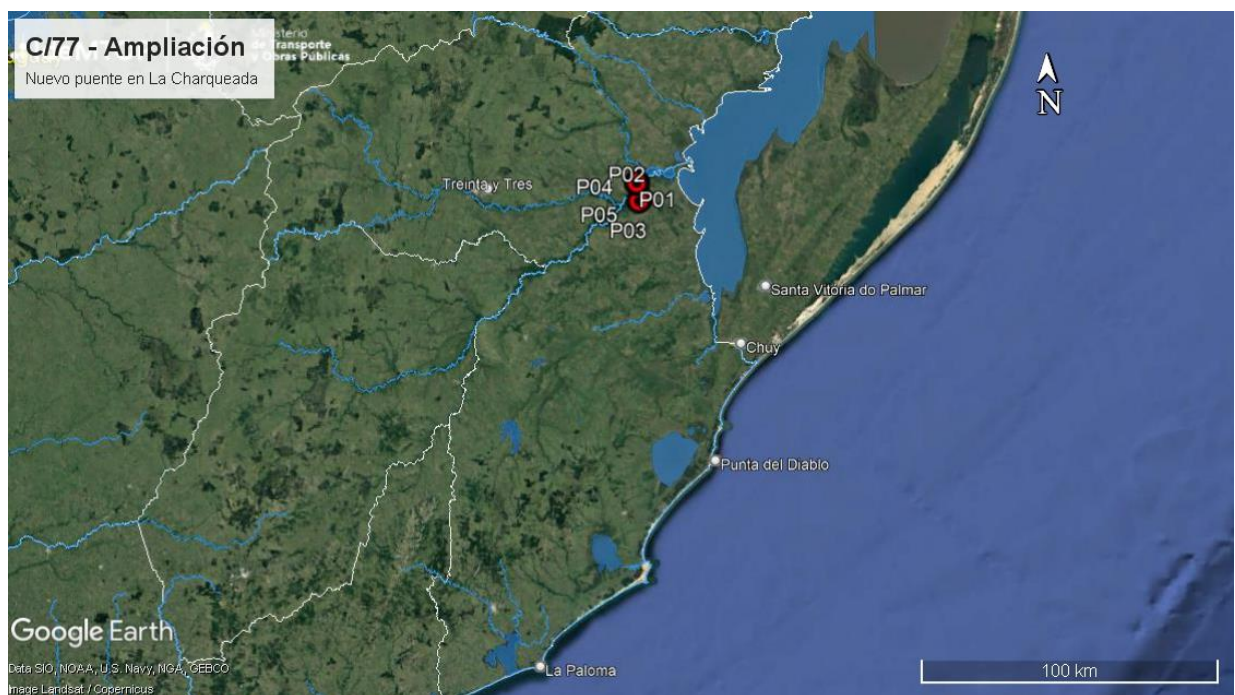 C/77 - Ampliación
Nuevo puente en La Charqueada
Ministerio
de Transporte
y Obras Públicas
N
Treinta y Tres
P02
P04
P01
P05
P03
Santa Vitória do Palmar
Chuy
Punta del Diablo
La Paloma
Google Earth
Data SIO, NOAA, U.S. Navy, NGA, GEBCO
Image Landsat / Copernicus
100 km